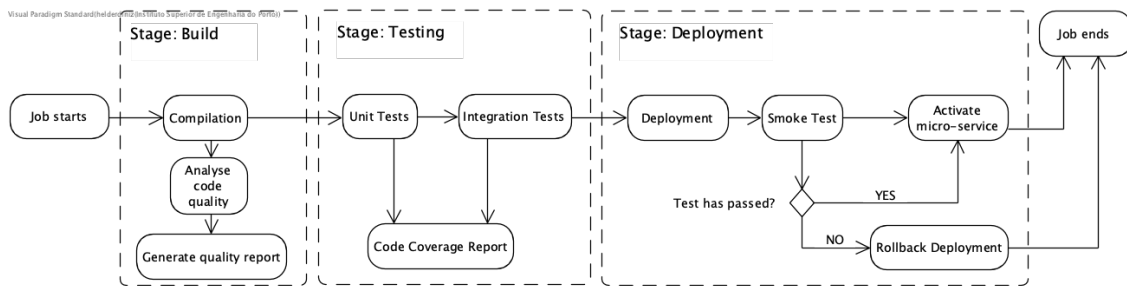 Visual Paradigm Standard(helder(Fenz(Instituto Superior de Engenharia do Porto))
Stage: Build
Stage: Testing
Stage: Deployment
Job ends
Job starts
Compilation
Unit Tests
Integration Tests
Deployment
Smoke Test
Activate
micro-service
Analyse
code
quality
Test has passed?
YES
NO
Generate quality report
Code Coverage Report
Rollback Deployment